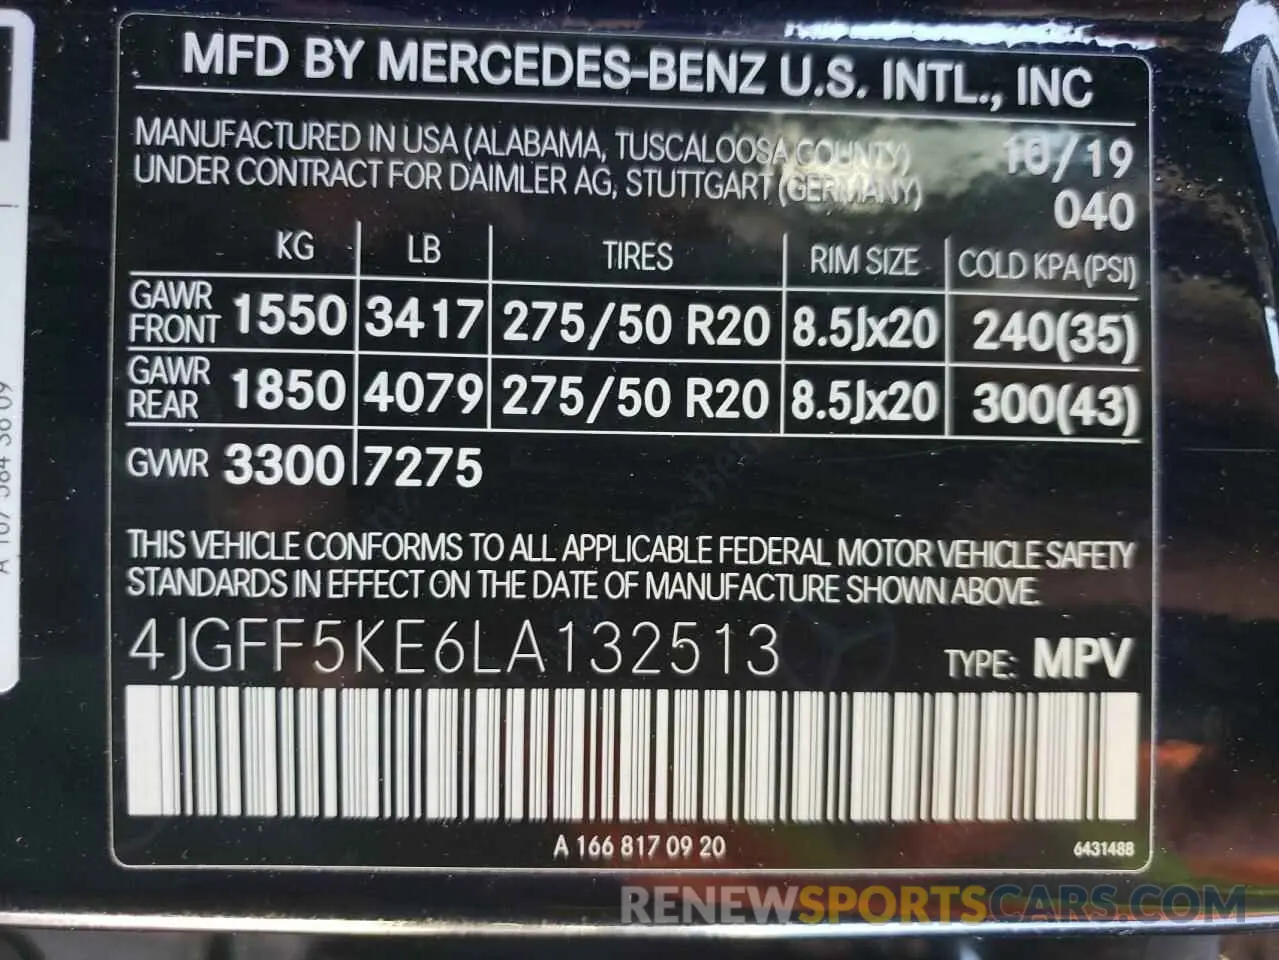 MFD BY MERCEDES-BENZ U.S. INTL., INC
MANUFACTURED IN USA (ALABAMA, TUSCALOOSA COUNTY) 10/19
UNDER CONTRACT FOR DAIMLER AG, STUTTGART (GERMANY) 040
KG LB TIRES RIM SIZE COLD KPA (PSI)
GAWR FRONT 1550 3417 275/50 R20 8.5Jx20 240(35)
GAWR REAR 1850 4079 275/50 R20 8.5Jx20 300(43)
GVWR 3300 7275
THIS VEHICLE CONFORMS TO ALL APPLICABLE FEDERAL MOTOR VEHICLE SAFETY
STANDARDS IN EFFECT ON THE DATE OF MANUFACTURE SHOWN ABOVE.
4JGFF5KE6LA132513 TYPE: MPV
A 166 817 09 20 6431488
RENEWSPORTSCARS.COM